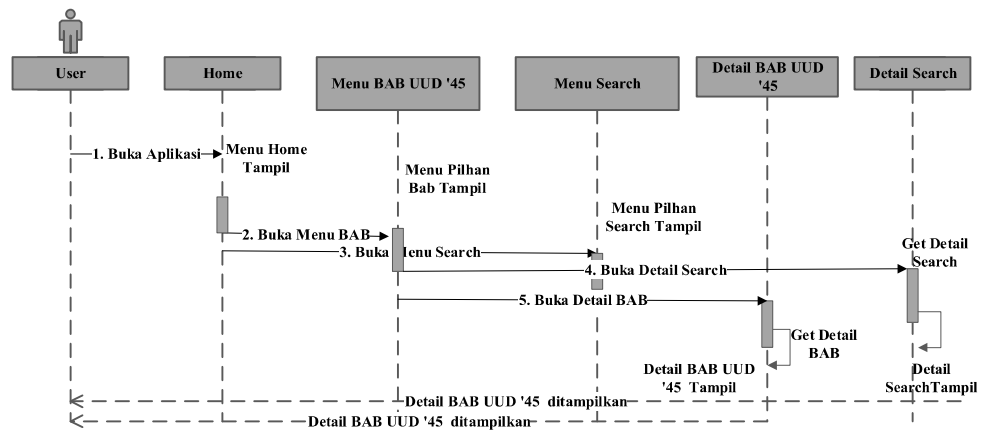 User
Home
Menu BAB UUD '45
Menu Search
Detail BAB UUD
'45
Detail Search
1. Buka Aplikasi
Menu Home
Tampil
Menu Pilhan
Bab Tampil
Menu Pilhan
Search Tampil
2. Buka Menu BAB
3. Buka Menu Search
Get Detail
Search
4. Buka Detail Search
5. Buka Detail BAB
Get Detail
BAB
Detail BAB UUD
'45 Tampil
Detail
SearchTampil
Detail BAB UUD '45 ditampilkan
Detail BAB UUD '45 ditampilkan